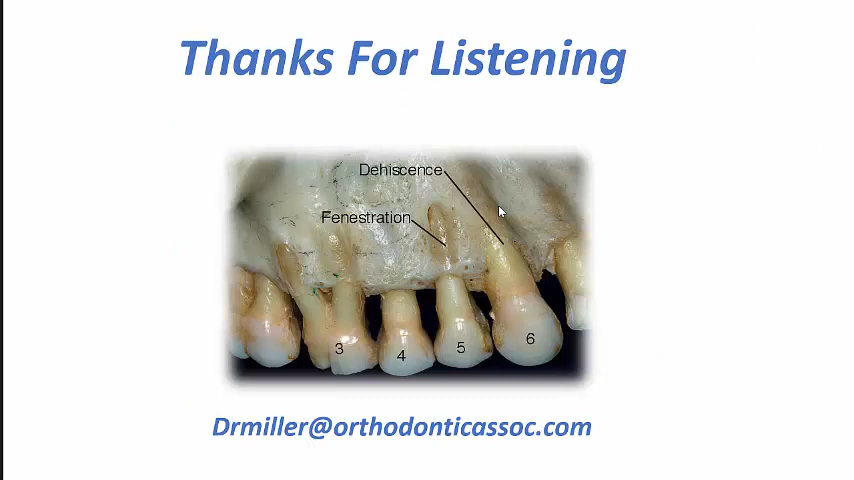 Thanks For Listening
Dehiscence
Fenestration
3
4
5
6
Drmiller@orthodonticassoc.com